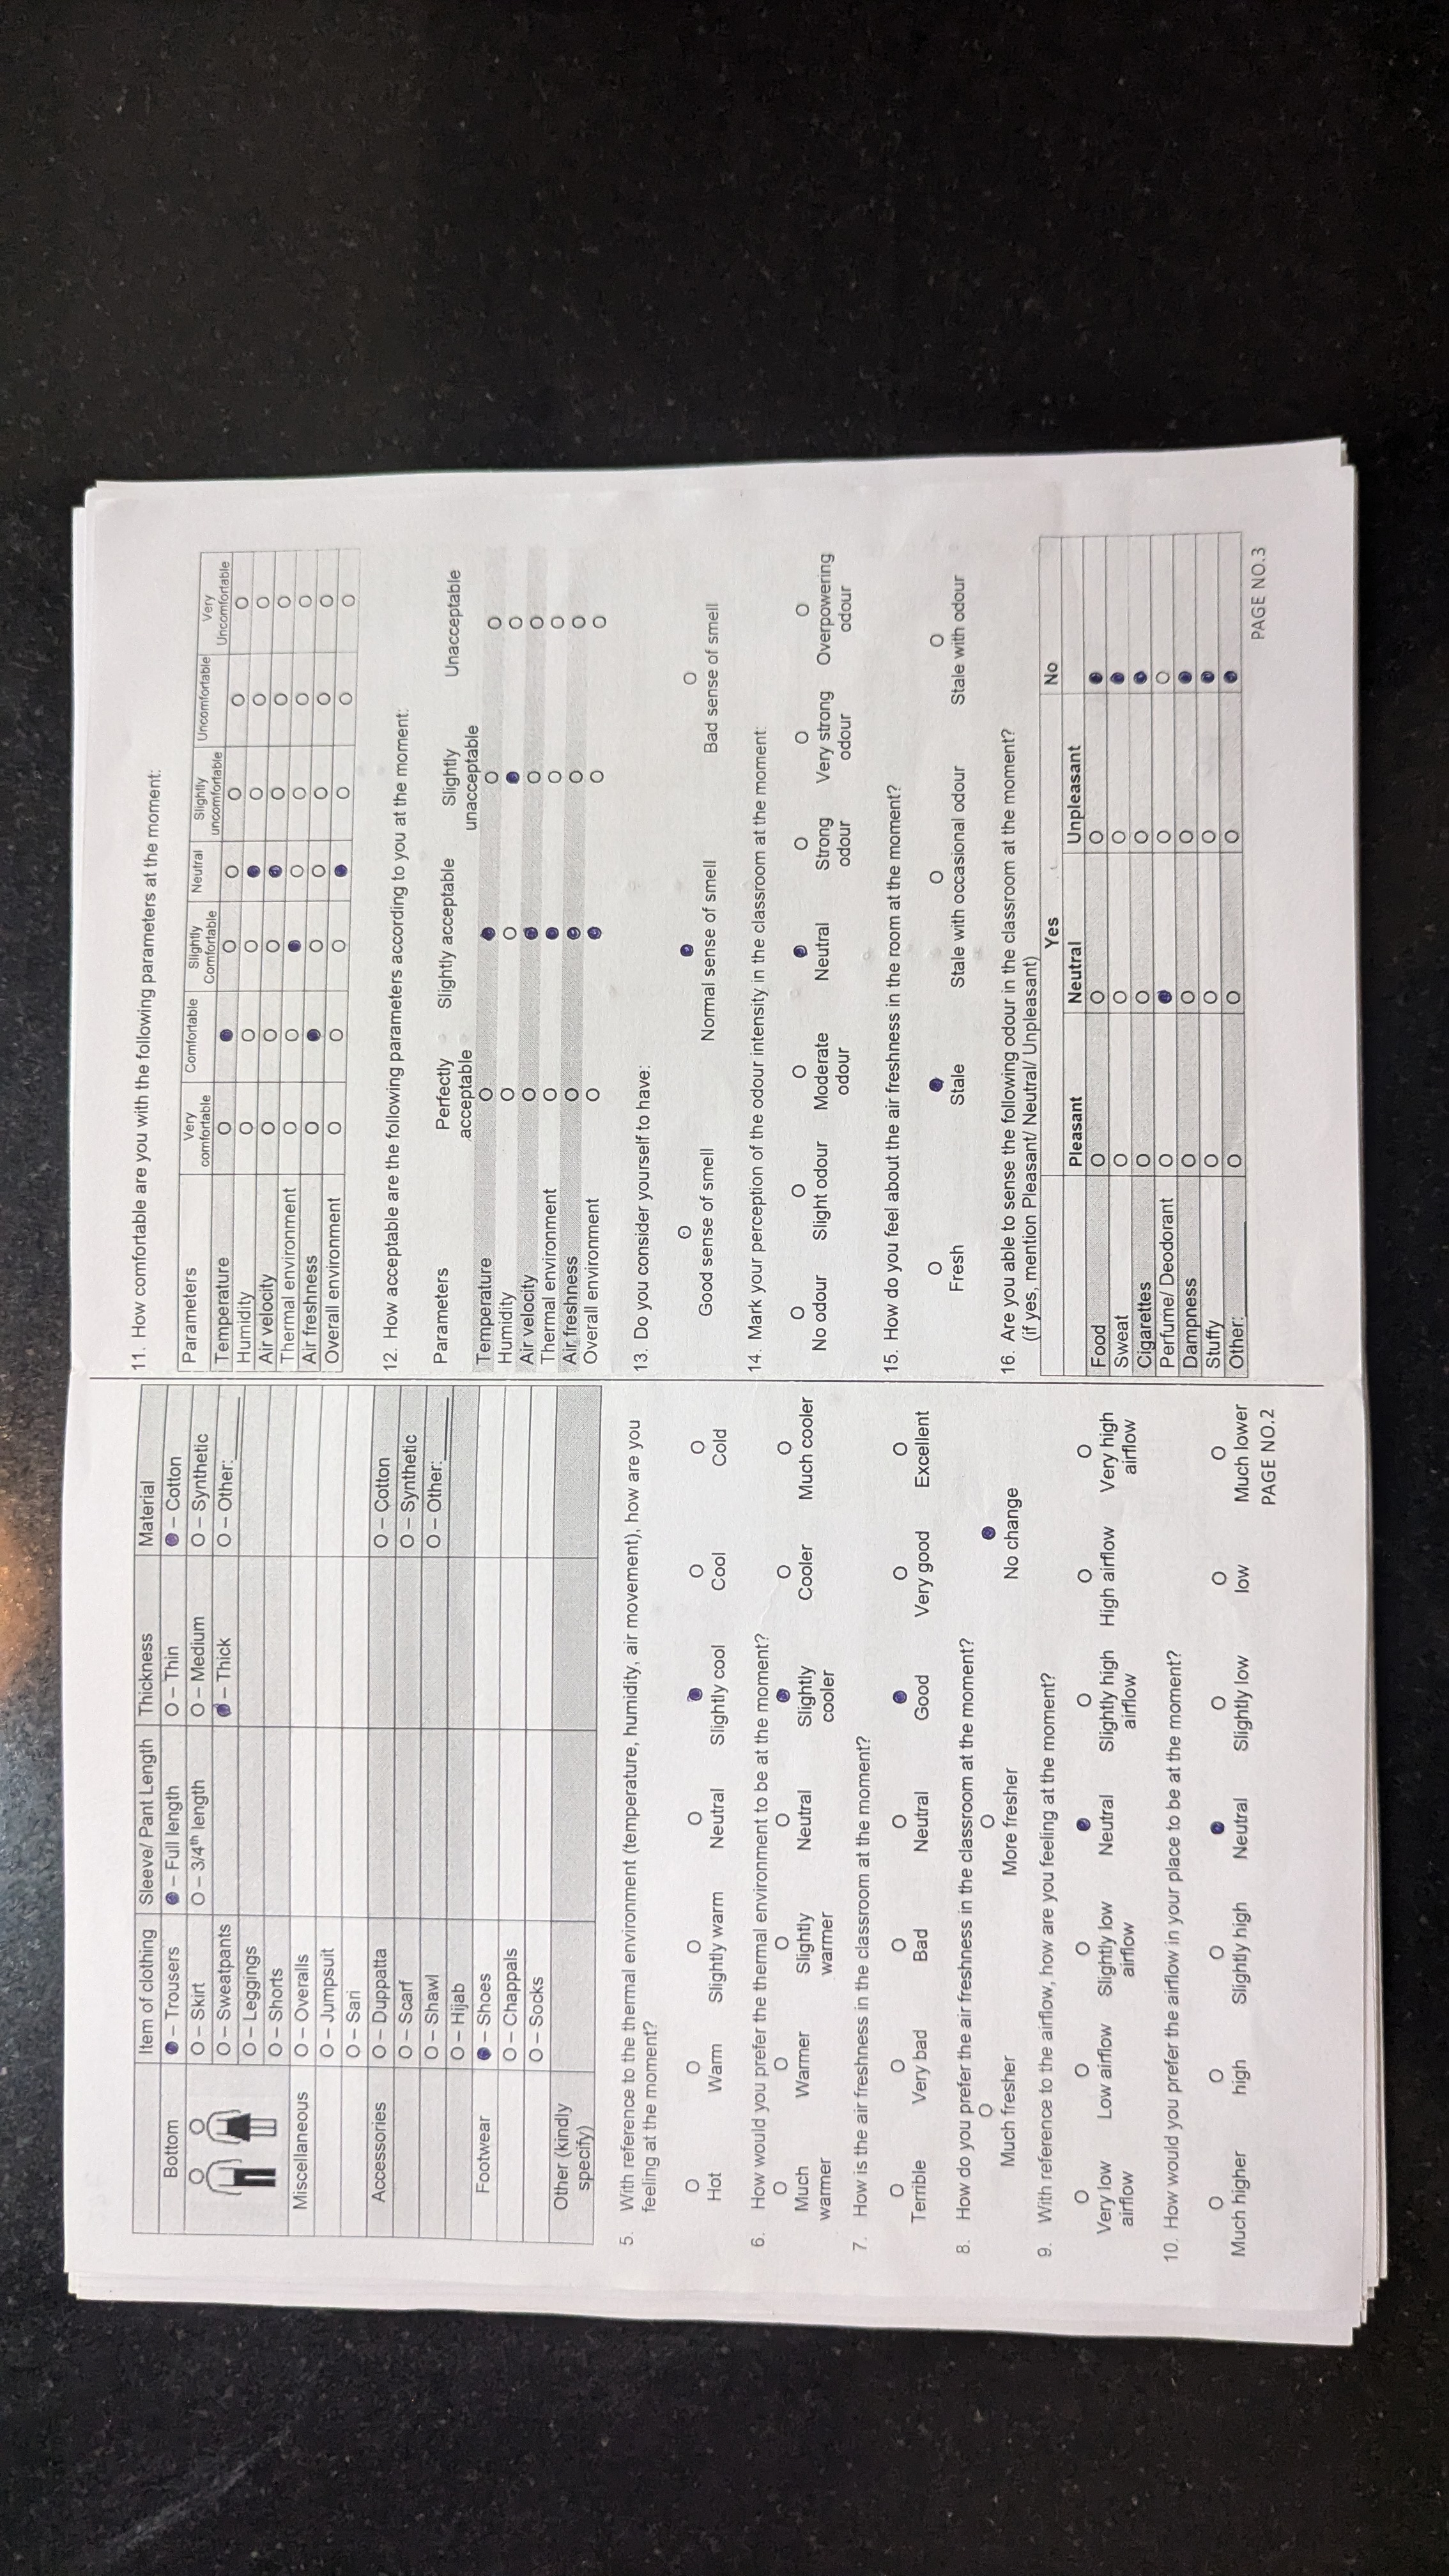 Item of clothing Sleeve/ Pant Length Thickness Material
Bottom ● – Trousers ● – Full length O – Thin ● – Cotton
O – Skirt O – 3/4th length O – Medium O – Synthetic
O – Sweatpants ● – Thick O – Other:____
O – Leggings
O – Shorts
Miscellaneous O – Overalls
O – Jumpsuit
O – Sari
Accessories O – Duppatta O – Cotton
O – Scarf O – Synthetic
O – Shawl O – Other:____
O – Hijab
Footwear ● – Shoes
O – Chappals
O – Socks
Other (kindly
specify)
5. With reference to the thermal environment (temperature, humidity, air movement), how are you
feeling at the moment?
O O O O ● O O
Hot Warm Slightly warm Neutral Slightly cool Cool Cold
6. How would you prefer the thermal environment to be at the moment?
O O O O ● O O
Much Warmer Slightly Neutral Slightly Cooler Much cooler
warmer warmer cooler
7. How is the air freshness in the classroom at the moment?
O O O O ● O O
Terrible Very bad Bad Neutral Good Very good Excellent
8. How do you prefer the air freshness in the classroom at the moment?
O O ●
Much fresher More fresher No change
9. With reference to the airflow, how are you feeling at the moment?
O O O ● O O O
Very low Low airflow Slightly low Neutral Slightly high High airflow Very high
airflow airflow airflow airflow
10. How would you prefer the airflow in your place to be at the moment?
O O O ● O O O
Much higher high Slightly high Neutral Slightly low low Much lower
PAGE NO.2
11. How comfortable are you with the following parameters at the moment:
Parameters Very Comfortable Slightly Neutral Slightly Uncomfortable Very
comfortable Comfortable uncomfortable Uncomfortable
Temperature O ● O O O O O
Humidity O O O ● O O O
Air velocity O O O ● O O O
Thermal environment O O ● O O O O
Air freshness O ● O O O O O
Overall environment O O O ● O O O
12. How acceptable are the following parameters according to you at the moment:
Parameters Perfectly Slightly acceptable Slightly Unacceptable
acceptable unacceptable
Temperature O ● O O
Humidity O O ● O
Air velocity O ● O O
Thermal environment O ● O O
Air freshness O ● O O
Overall environment O ● O O
13. Do you consider yourself to have:
O ● O
Good sense of smell Normal sense of smell Bad sense of smell
14. Mark your perception of the odour intensity in the classroom at the moment:
O O O ● O O O
No odour Slight odour Moderate Neutral Strong Very strong Overpowering
odour odour odour odour
15. How do you feel about the air freshness in the room at the moment?
O ● O O
Fresh Stale Stale with occasional odour Stale with odour
16. Are you able to sense the following odour in the classroom at the moment?
(if yes, mention Pleasant/ Neutral/ Unpleasant)
Yes No
Pleasant Neutral Unpleasant
Food O O O ●
Sweat O O O ●
Cigarettes O O O ●
Perfume/ Deodorant O ● O O
Dampness O O O ●
Stuffy O O O ●
Other:____ O O O ●
PAGE NO.3